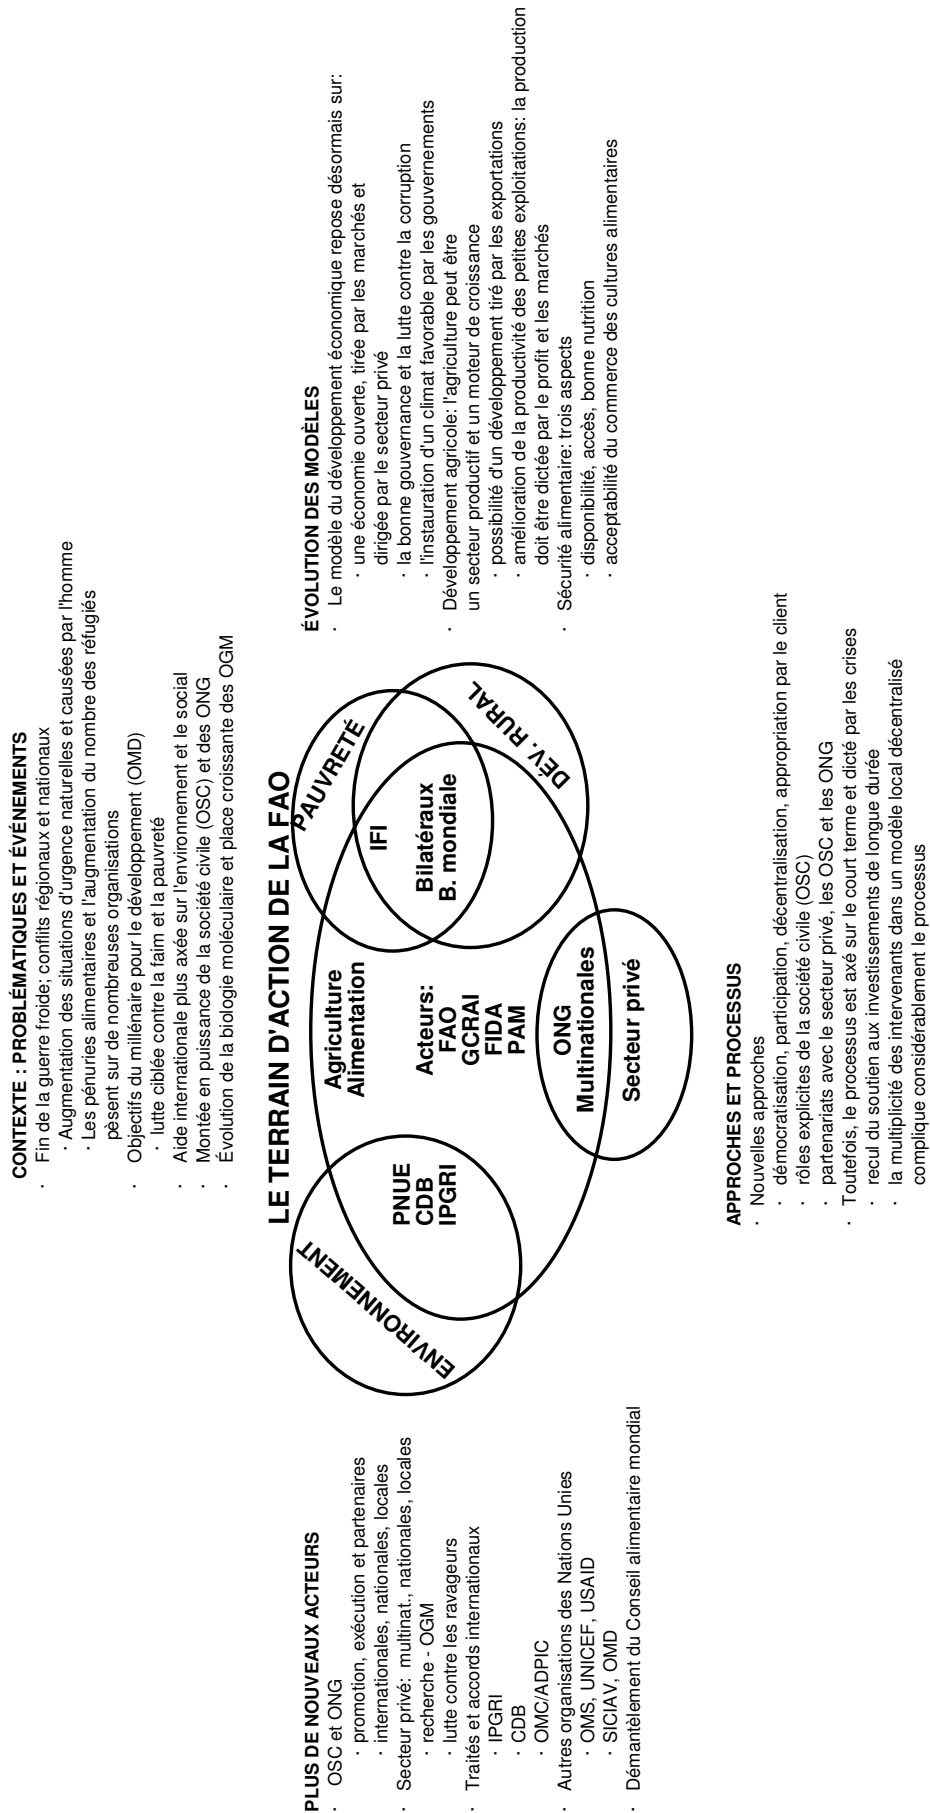 CONTEXTE : PROBLÉMATIQUES ET ÉVÉNEMENTS
· Fin de la guerre froide; conflits régionaux et nationaux
· Augmentation des situations d'urgence naturelles et causées par l'homme
· Les pénuries alimentaires et l'augmentation du nombre des réfugiés
pèsent sur de nombreuses organisations
· Objectifs du millénaire pour le développement (OMD)
· lutte ciblée contre la faim et la pauvreté
· Aide internationale plus axée sur l'environnement et le social
· Montée en puissance de la société civile (OSC) et des ONG
· Évolution de la biologie moléculaire et place croissante des OGM
PLUS DE NOUVEAUX ACTEURS
· OSC et ONG
· promotion, exécution et partenaires
· internationales, nationales, locales
· Secteur privé: multinat., nationales, locales
· recherche - OGM
· lutte contre les ravageurs
· Traités et accords internationaux
· IPGRI
· CDB
· OMC/ADPIC
· Autres organisations des Nations Unies
· OMS, UNICEF, USAID
· SICIAV, OMD
· Démantèlement du Conseil alimentaire mondial
LE TERRAIN D'ACTION DE LA FAO
ENVIRONNEMENT
PNUE
CDB
IPGRI
Agriculture
Alimentation
Acteurs:
FAO
GCRAI
FIDA
PAM
ONG
Multinationales
Secteur privé
PAUVRETÉ
IFI
Bilatéraux
B. mondiale
DÉV. RURAL
ÉVOLUTION DES MODÈLES
· Le modèle du développement économique repose désormais sur:
· une économie ouverte, tirée par les marchés et
dirigée par le secteur privé
· la bonne gouvernance et la lutte contre la corruption
· l'instauration d'un climat favorable par les gouvernements
· Développement agricole: l'agriculture peut être
un secteur productif et un moteur de croissance
· possibilité d'un développement tiré par les exportations
· amélioration de la productivité des petites exploitations: la production
doit être dictée par le profit et les marchés
· Sécurité alimentaire: trois aspects
· disponibilité, accès, bonne nutrition
· acceptabilité du commerce des cultures alimentaires
APPROCHES ET PROCESSUS
· Nouvelles approches
· démocratisation, participation, décentralisation, appropriation par le client
· rôles explicites de la société civile (OSC)
· partenariats avec le secteur privé, les OSC et les ONG
· Toutefois, le processus est axé sur le court terme et dicté par les crises
· recul du soutien aux investissements de longue durée
· la multiplicité des intervenants dans un modèle local décentralisé
complique considérablement le processus